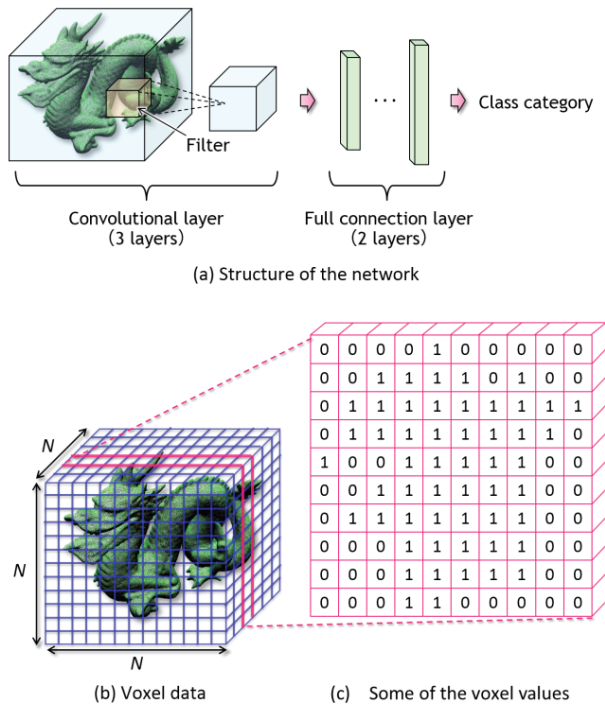 Filter
Class category
Convolutional layer
(3 layers)
Full connection layer
(2 layers)
(a) Structure of the network
0 0 0 0 1 0 0 0 0 0
0 0 1 1 1 1 0 1 0 0
0 1 1 1 1 1 1 1 1 1
0 1 1 1 1 1 1 1 1 0
1 0 0 1 1 1 1 1 0 0
0 0 1 1 1 1 1 1 0 0
0 1 1 1 1 1 1 1 0 0
0 0 0 1 1 1 1 1 0 0
0 0 0 1 1 1 1 1 0 0
0 0 0 1 1 0 0 0 0 0
N
N
N
(b) Voxel data
(c) Some of the voxel values